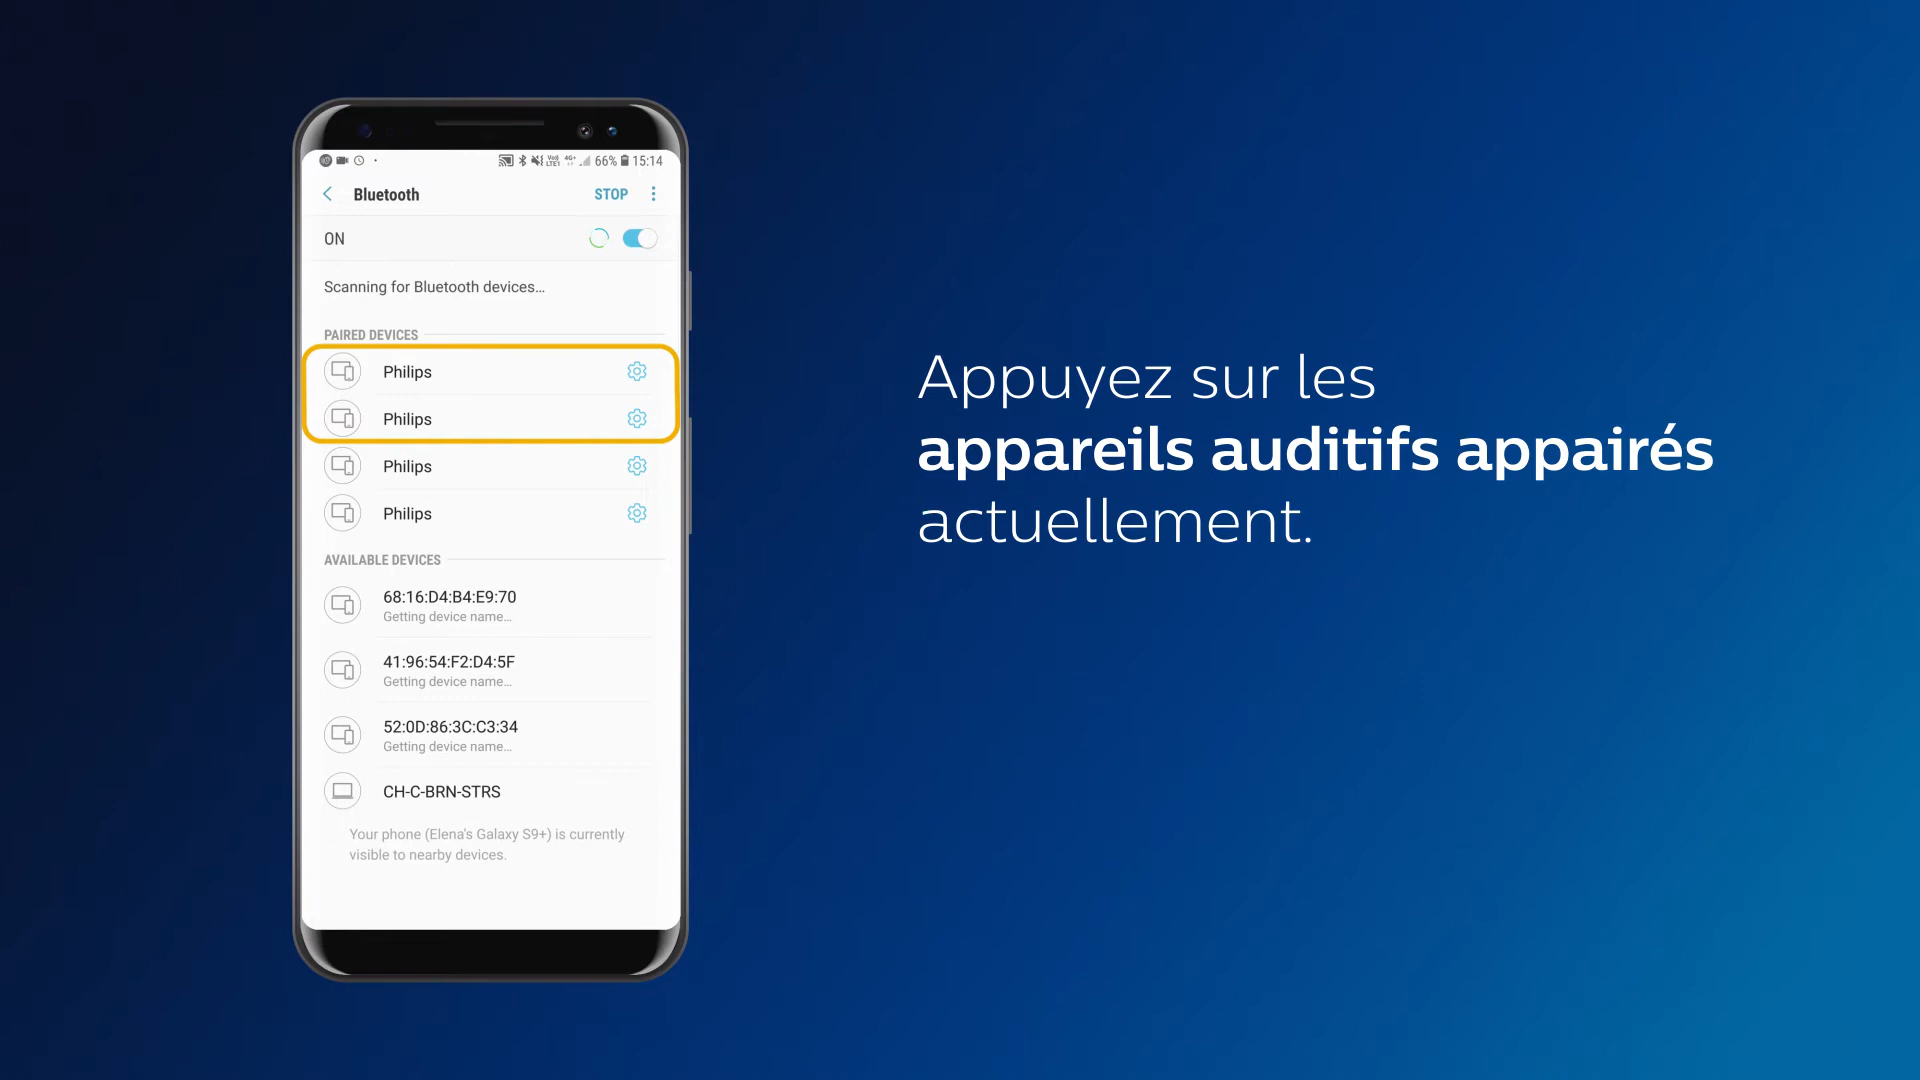 66% 15:14
Bluetooth STOP
ON
Scanning for Bluetooth devices...
PAIRED DEVICES
Philips
Philips
Philips
Philips
AVAILABLE DEVICES
68:16:D4:B4:E9:70
Getting device name...
41:96:54:F2:D4:5F
Getting device name...
52:0D:86:3C:C3:34
Getting device name...
CH-C-BRN-STRS
Your phone (Elena's Galaxy S9+) is currently
visible to nearby devices.
Appuyez sur les
appareils auditifs appairés
actuellement.